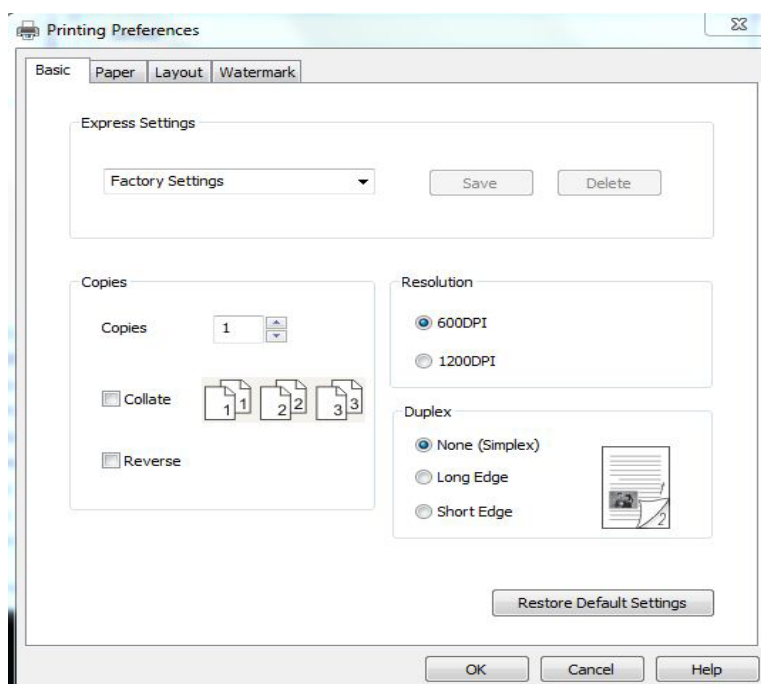 Printing Preferences
Basic Paper Layout Watermark
Express Settings
Factory Settings Save Delete
Copies
Copies 1
Collate 1 1 2 2 3 3
Reverse
Resolution
600DPI
1200DPI
Duplex
None (Simplex)
Long Edge
Short Edge
1
2
Restore Default Settings
OK Cancel Help